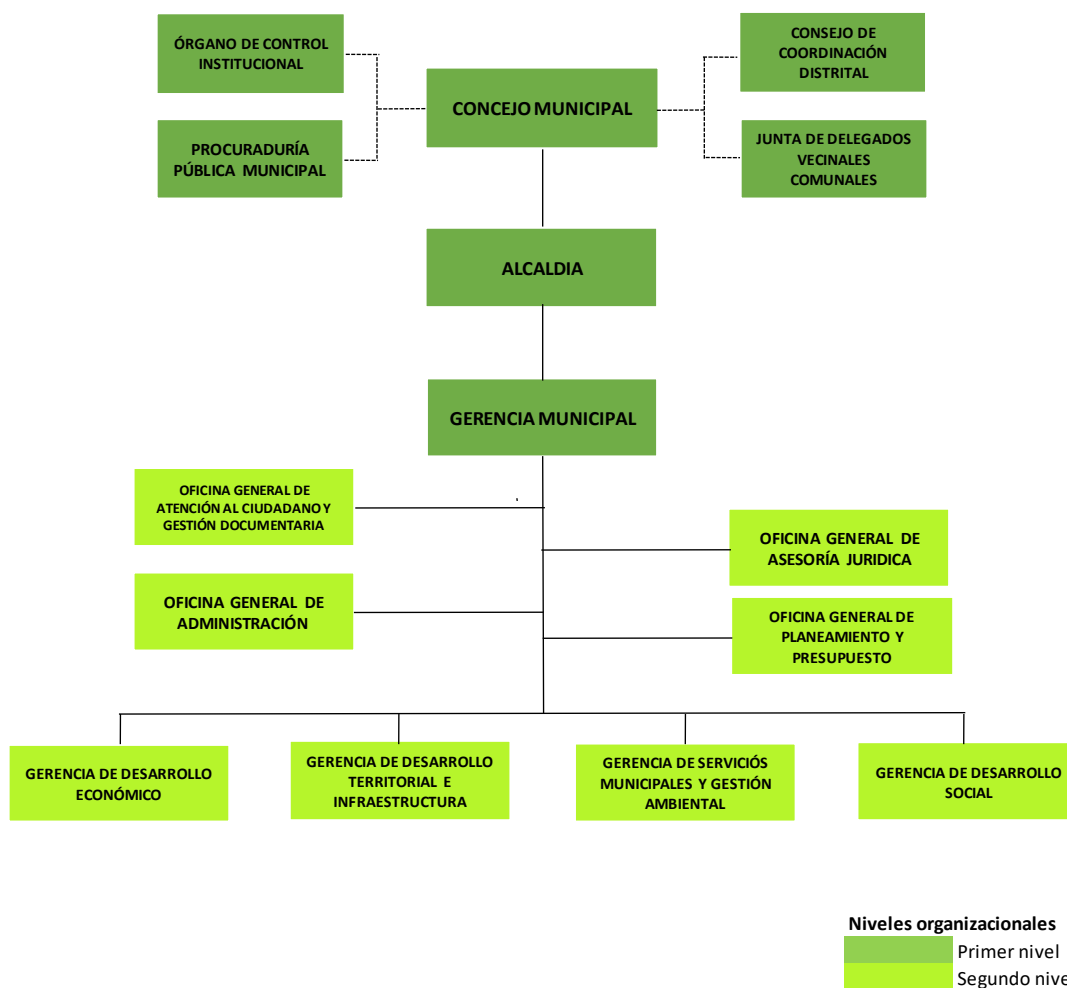 ÓRGANO DE CONTROL
INSTITUCIONAL
CONSEJO DE
COORDINACIÓN
DISTRITAL
CONCEJO MUNICIPAL
PROCURADURÍA
PÚBLICA MUNICIPAL
JUNTA DE DELEGADOS
VECINALES
COMUNALES
ALCALDIA
GERENCIA MUNICIPAL
OFICINA GENERAL DE
ATENCIÓN AL CIUDADANO Y
GESTIÓN DOCUMENTARIA
OFICINA GENERAL DE
ASESORÍA JURIDICA
OFICINA GENERAL DE
ADMINISTRACIÓN
OFICINA GENERAL DE
PLANEAMIENTO Y
PRESUPUESTO
GERENCIA DE DESARROLLO
ECONÓMICO
GERENCIA DE DESARROLLO
TERRITORIAL E
INFRAESTRUCTURA
GERENCIA DE SERVICIÓS
MUNICIPALES Y GESTIÓN
AMBIENTAL
GERENCIA DE DESARROLLO
SOCIAL
Niveles organizacionales
Primer nivel
Segundo nive